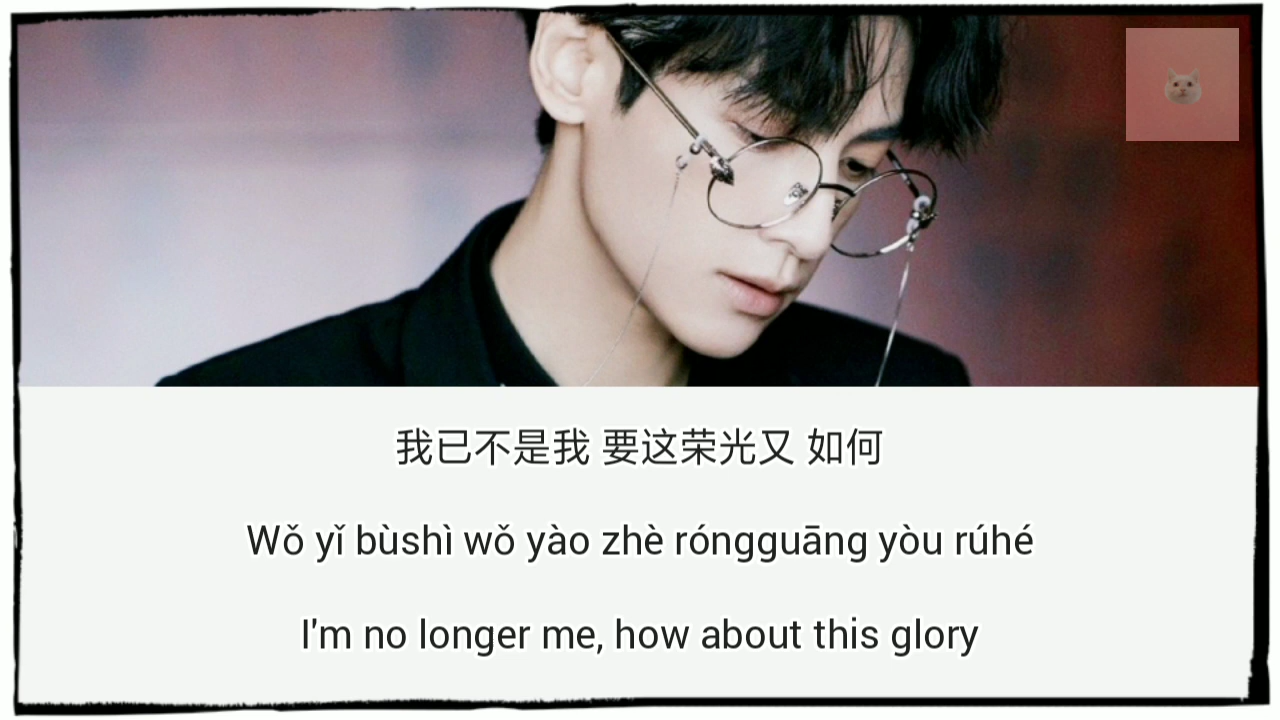 我已不是我 要这荣光又 如何
Wǒ yǐ bùshì wǒ yào zhè róngguāng yòu rúhé
I'm no longer me, how about this glory